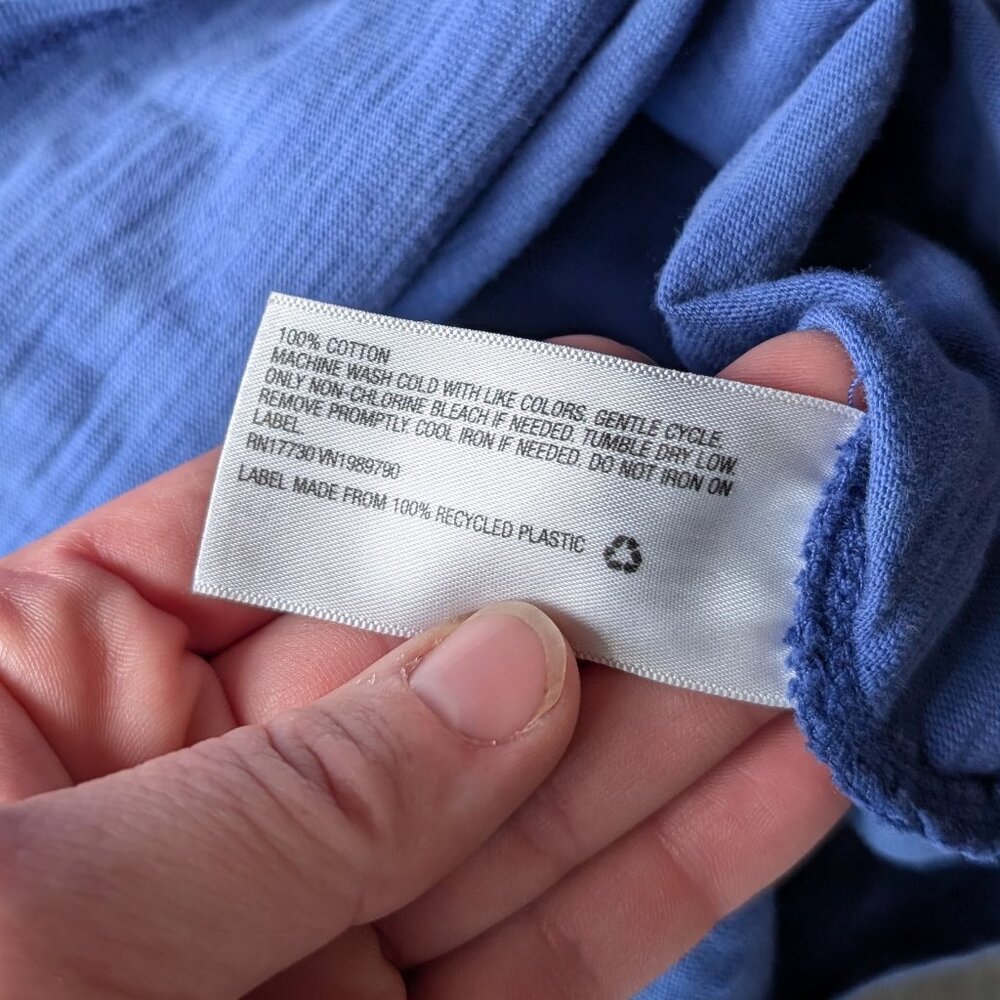 100% COTTON
MACHINE WASH COLD WITH LIKE COLORS. GENTLE CYCLE.
ONLY NON-CHLORINE BLEACH IF NEEDED. TUMBLE DRY LOW.
REMOVE PROMPTLY COOL IRON IF NEEDED. DO NOT IRON ON
LABEL
RN17730 VN1989790
LABEL MADE FROM 100% RECYCLED PLASTIC